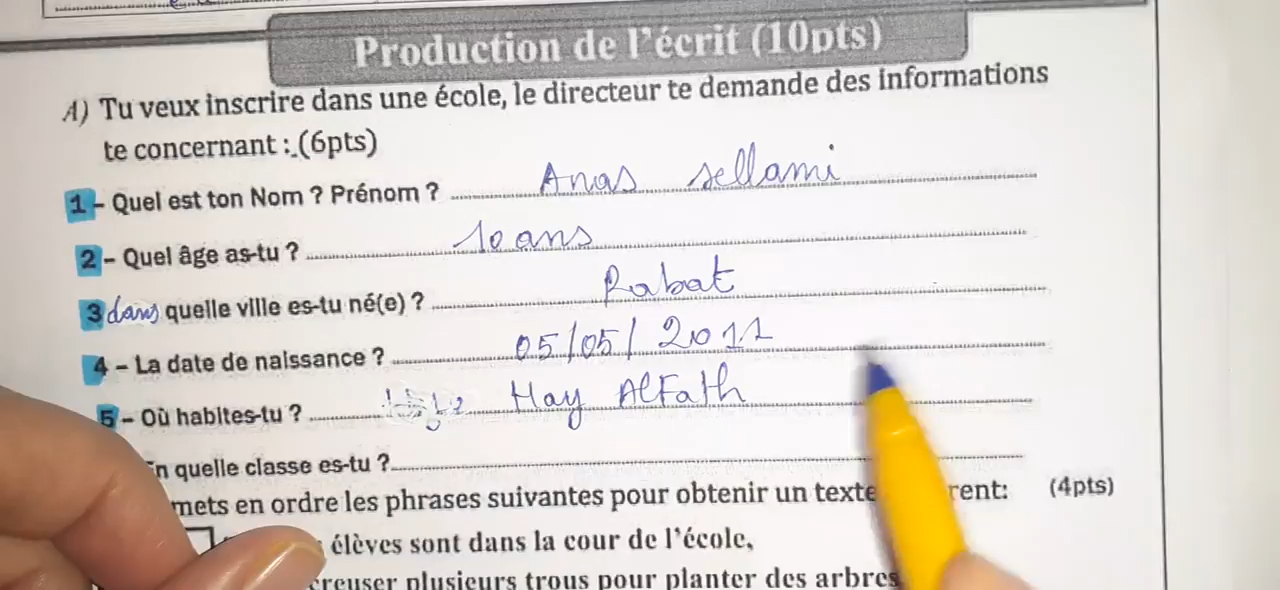 Production de l'écrit (10pts)
A) Tu veux inscrire dans une école, le directeur te demande des informations
te concernant : (6pts)
1 - Quel est ton Nom ? Prénom ? Anas sellami
2 - Quel âge as-tu ? 10 ans
3 dans quelle ville es-tu né(e) ? Rabat
4 - La date de naissance ? 05/05/2011
5 - Où habites-tu ? Hay AlFath
n quelle classe es-tu ?
mets en ordre les phrases suivantes pour obtenir un texte rent: (4pts)
élèves sont dans la cour de l'école,
creuser plusieurs trous pour planter des arbres